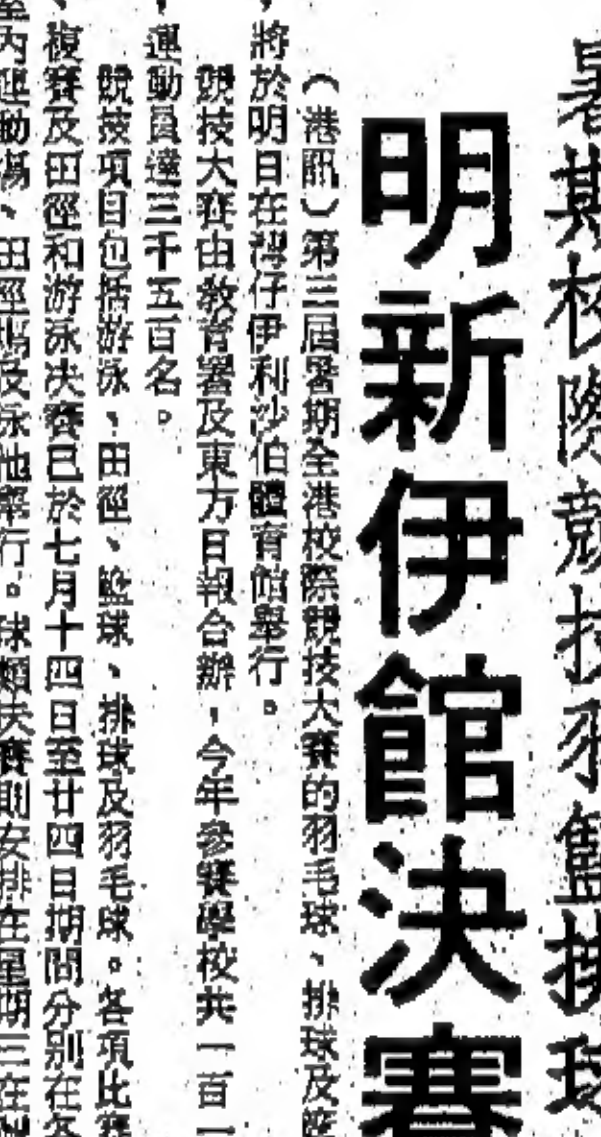 暑期校際競技羽籃排球
明新伊館決賽
（港訊）第三屆暑期全港校際競技大賽的羽毛球、排球及籃
，將於明日在灣仔伊利沙伯體育館舉行。
競技大賽由教育署及東方日報合辦，今年參賽學校共一百一
，運動員達三千五百名。
競技項目包括游泳、田徑、籃球、排球及羽毛球。各項比賽
、複賽及田徑和游泳決賽已於七月十四日至廿四日期間分別在各
室內運動場、田徑場及泳池舉行。球類決賽則安排在星期三在